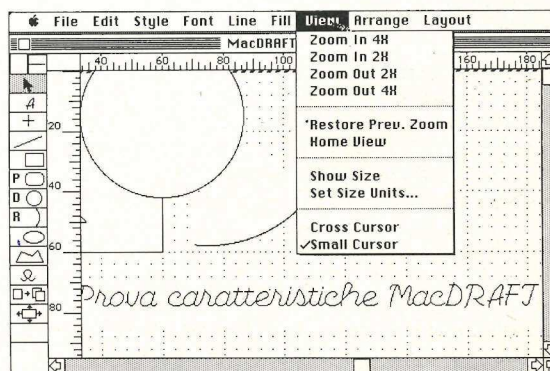 File Edit Style Font Line Fill View Arrange Layout
MacDRAFT
Zoom In 4X
Zoom In 2X
Zoom Out 2X
Zoom Out 4X
*Restore Prev. Zoom
Home View
Show Size
Set Size Units...
Cross Cursor
✓Small Cursor
40 60 80 100 160 180
20
40
60
80
A
P
D
R
Prova caratteristiche MacDRAFT